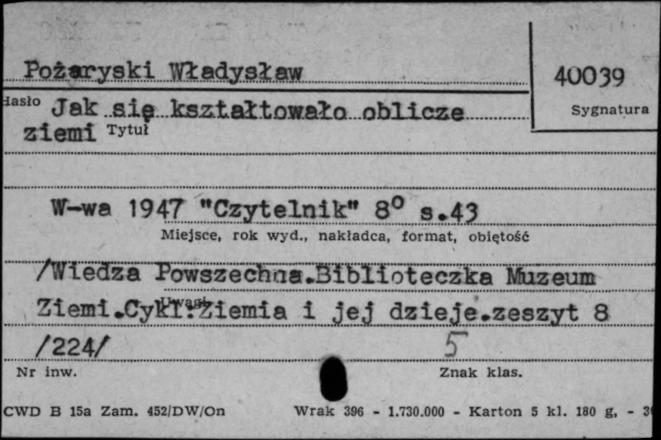 Pożaryski Władysław
40039
Hasło Jak się kształtowało oblicze
Sygnatura
ziemi Tytuł
W-wa 1947 "Czytelnik" 8° s.43
Miejsce, rok wyd., nakładca, format, objętość
/Wiedza Powszechna.Biblioteczka Muzeum
Uwagi
Ziemi.Cykl:Ziemia i jej dzieje.zeszyt 8
/224/ 5
Nr inw. Znak klas.
CWD B 15a Zam. 452/DW/On Wrak 396 - 1.730.000 - Karton 5 kl. 180 g. -